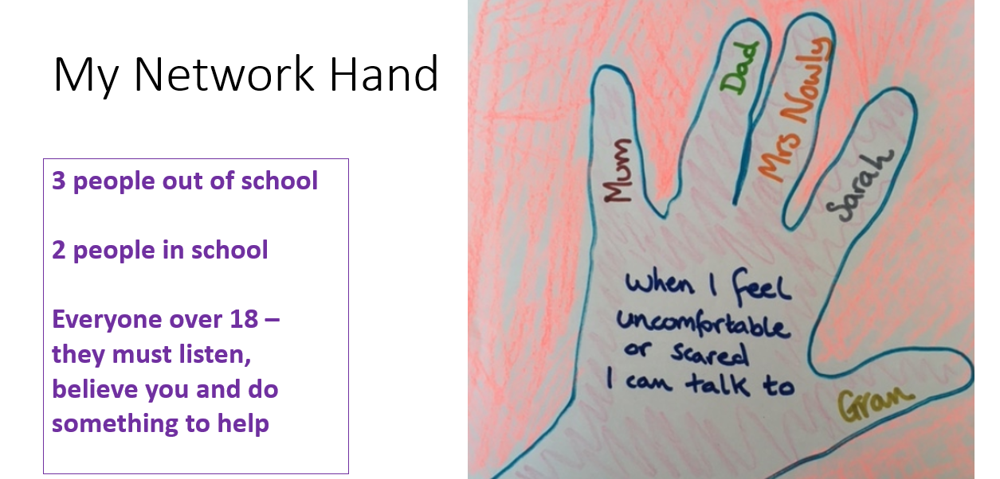 My Network Hand
3 people out of school
2 people in school
Everyone over 18 –
they must listen,
believe you and do
something to help
Mum
Dad
Mrs Nowly
Sarah
Gran
When I feel
uncomfortable
or scared
I can talk to